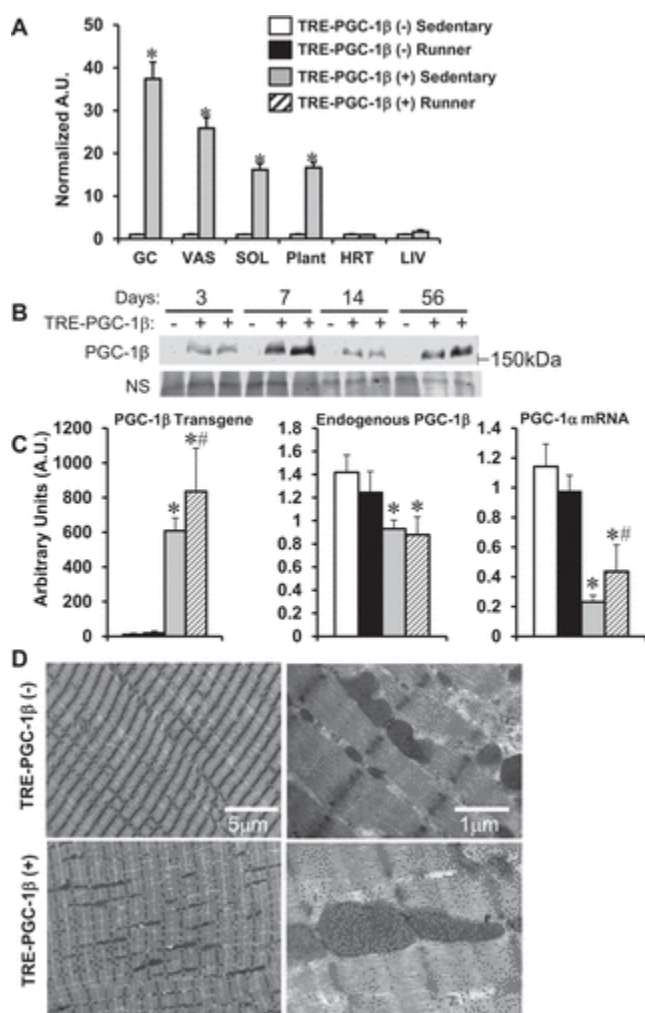 A
TRE-PGC-1β (-) Sedentary
TRE-PGC-1β (-) Runner
TRE-PGC-1β (+) Sedentary
TRE-PGC-1β (+) Runner
Normalized A.U.
50
40
30
20
10
0
* * * *
GC VAS SOL Plant HRT LIV
B
Days: 3 7 14 56
TRE-PGC-1β: - + + - + + - + + - + +
PGC-1β
-150kDa
NS
C
PGC-1β Transgene
Endogenous PGC-1β
PGC-1α mRNA
Arbitrary Units (A.U.)
1200
1000
800
600
400
200
0
* *#
1.8
1.6
1.4
1.2
1
0.8
0.6
0.4
0.2
0
* *
1.4
1.2
1
0.8
0.6
0.4
0.2
0
* *#
D
TRE-PGC-1β (-)
5μm
1μm
TRE-PGC-1β (+)